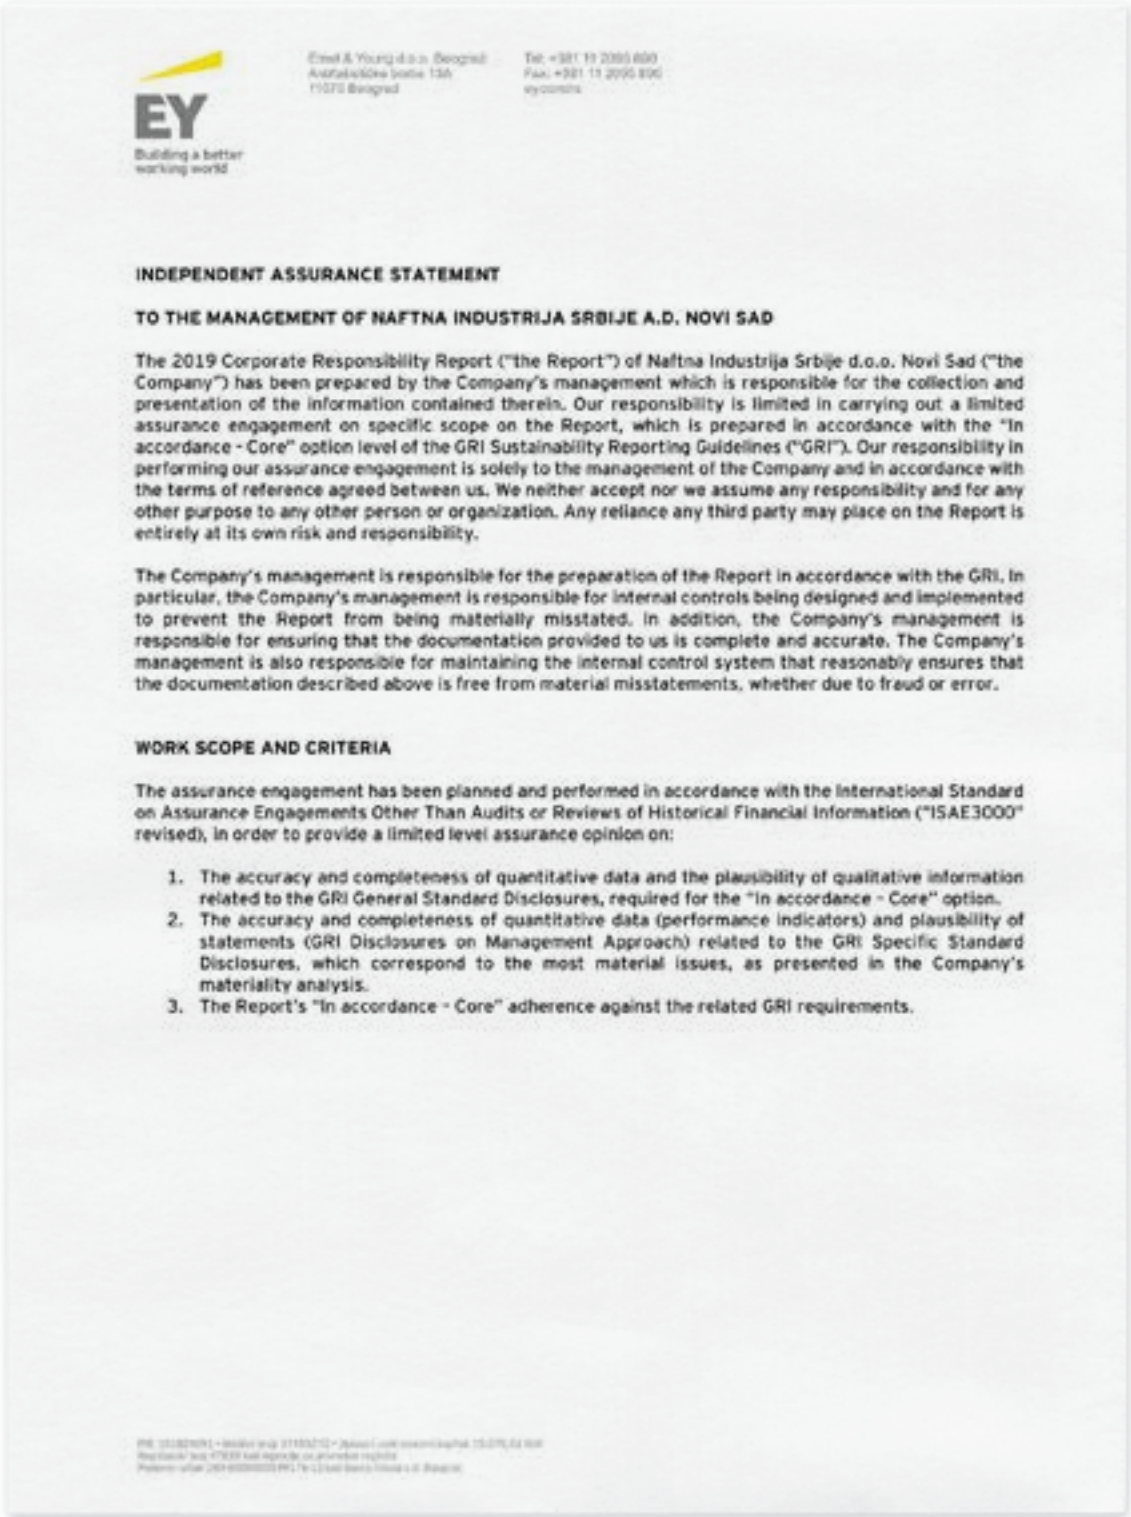 Ernst & Young d.o.o. Beograd
11070 Beograd
Tel: +381 11 2095 800
Fax: +381 11 2095 890
ey.com/rs
EY
Building a better
working world
INDEPENDENT ASSURANCE STATEMENT
TO THE MANAGEMENT OF NAFTNA INDUSTRIJA SRBIJE A.D. NOVI SAD
The 2019 Corporate Responsibility Report ("the Report") of Naftna Industrija Srbije d.o.o. Novi Sad ("the
Company") has been prepared by the Company's management which is responsible for the collection and
presentation of the information contained therein. Our responsibility is limited in carrying out a limited
assurance engagement on specific scope on the Report, which is prepared in accordance with the "In
accordance - Core" option level of the GRI Sustainability Reporting Guidelines ("GRI"). Our responsibility in
performing our assurance engagement is solely to the management of the Company and in accordance with
the terms of reference agreed between us. We neither accept nor we assume any responsibility and for any
other purpose to any other person or organization. Any reliance any third party may place on the Report is
entirely at its own risk and responsibility.
The Company's management is responsible for the preparation of the Report in accordance with the GRI. In
particular, the Company's management is responsible for internal controls being designed and implemented
to prevent the Report from being materially misstated. In addition, the Company's management is
responsible for ensuring that the documentation provided to us is complete and accurate. The Company's
management is also responsible for maintaining the internal control system that reasonably ensures that
the documentation described above is free from material misstatements, whether due to fraud or error.
WORK SCOPE AND CRITERIA
The assurance engagement has been planned and performed in accordance with the International Standard
on Assurance Engagements Other Than Audits or Reviews of Historical Financial Information ("ISAE3000"
revised), in order to provide a limited level assurance opinion on:
1. The accuracy and completeness of quantitative data and the plausibility of qualitative information
related to the GRI General Standard Disclosures, required for the "In accordance - Core" option.
2. The accuracy and completeness of quantitative data (performance indicators) and plausibility of
statements (GRI Disclosures on Management Approach) related to the GRI Specific Standard
Disclosures, which correspond to the most material issues, as presented in the Company's
materiality analysis.
3. The Report's "In accordance - Core" adherence against the related GRI requirements.